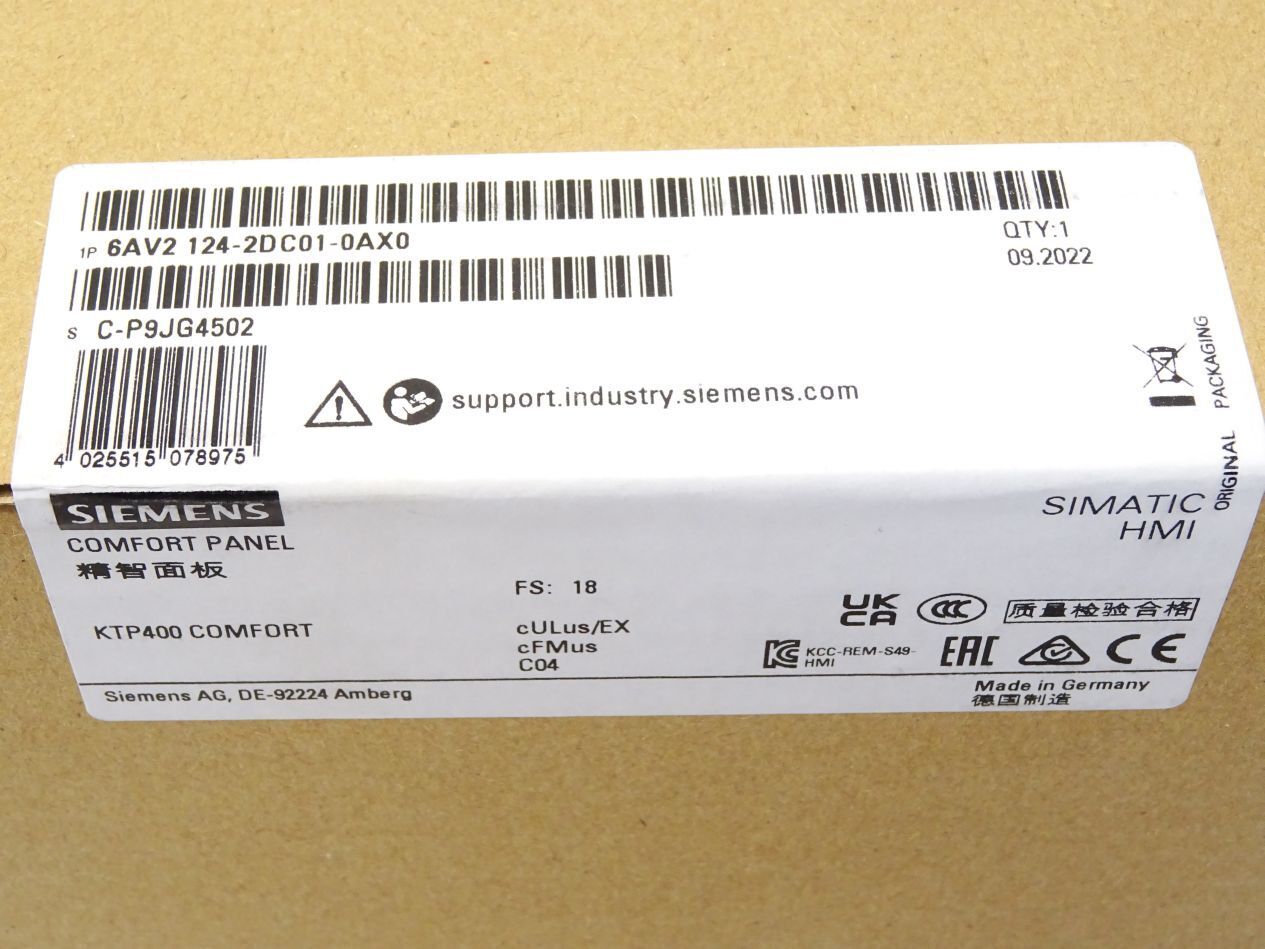 1P 6AV2 124-2DC01-0AX0
QTY:1
09.2022
S C-P9JG4502
support.industry.siemens.com
4 025515 078975
ORIGINAL PACKAGING
SIEMENS
SIMATIC
HMI
COMFORT PANEL
精智面板
FS: 18
KTP400 COMFORT
cULus/EX
cFMus
C04
UK
CA
CCC
质量检验合格
KCC-REM-S49-
HMI
EAC
CE
Siemens AG, DE-92224 Amberg
Made in Germany
德国制造